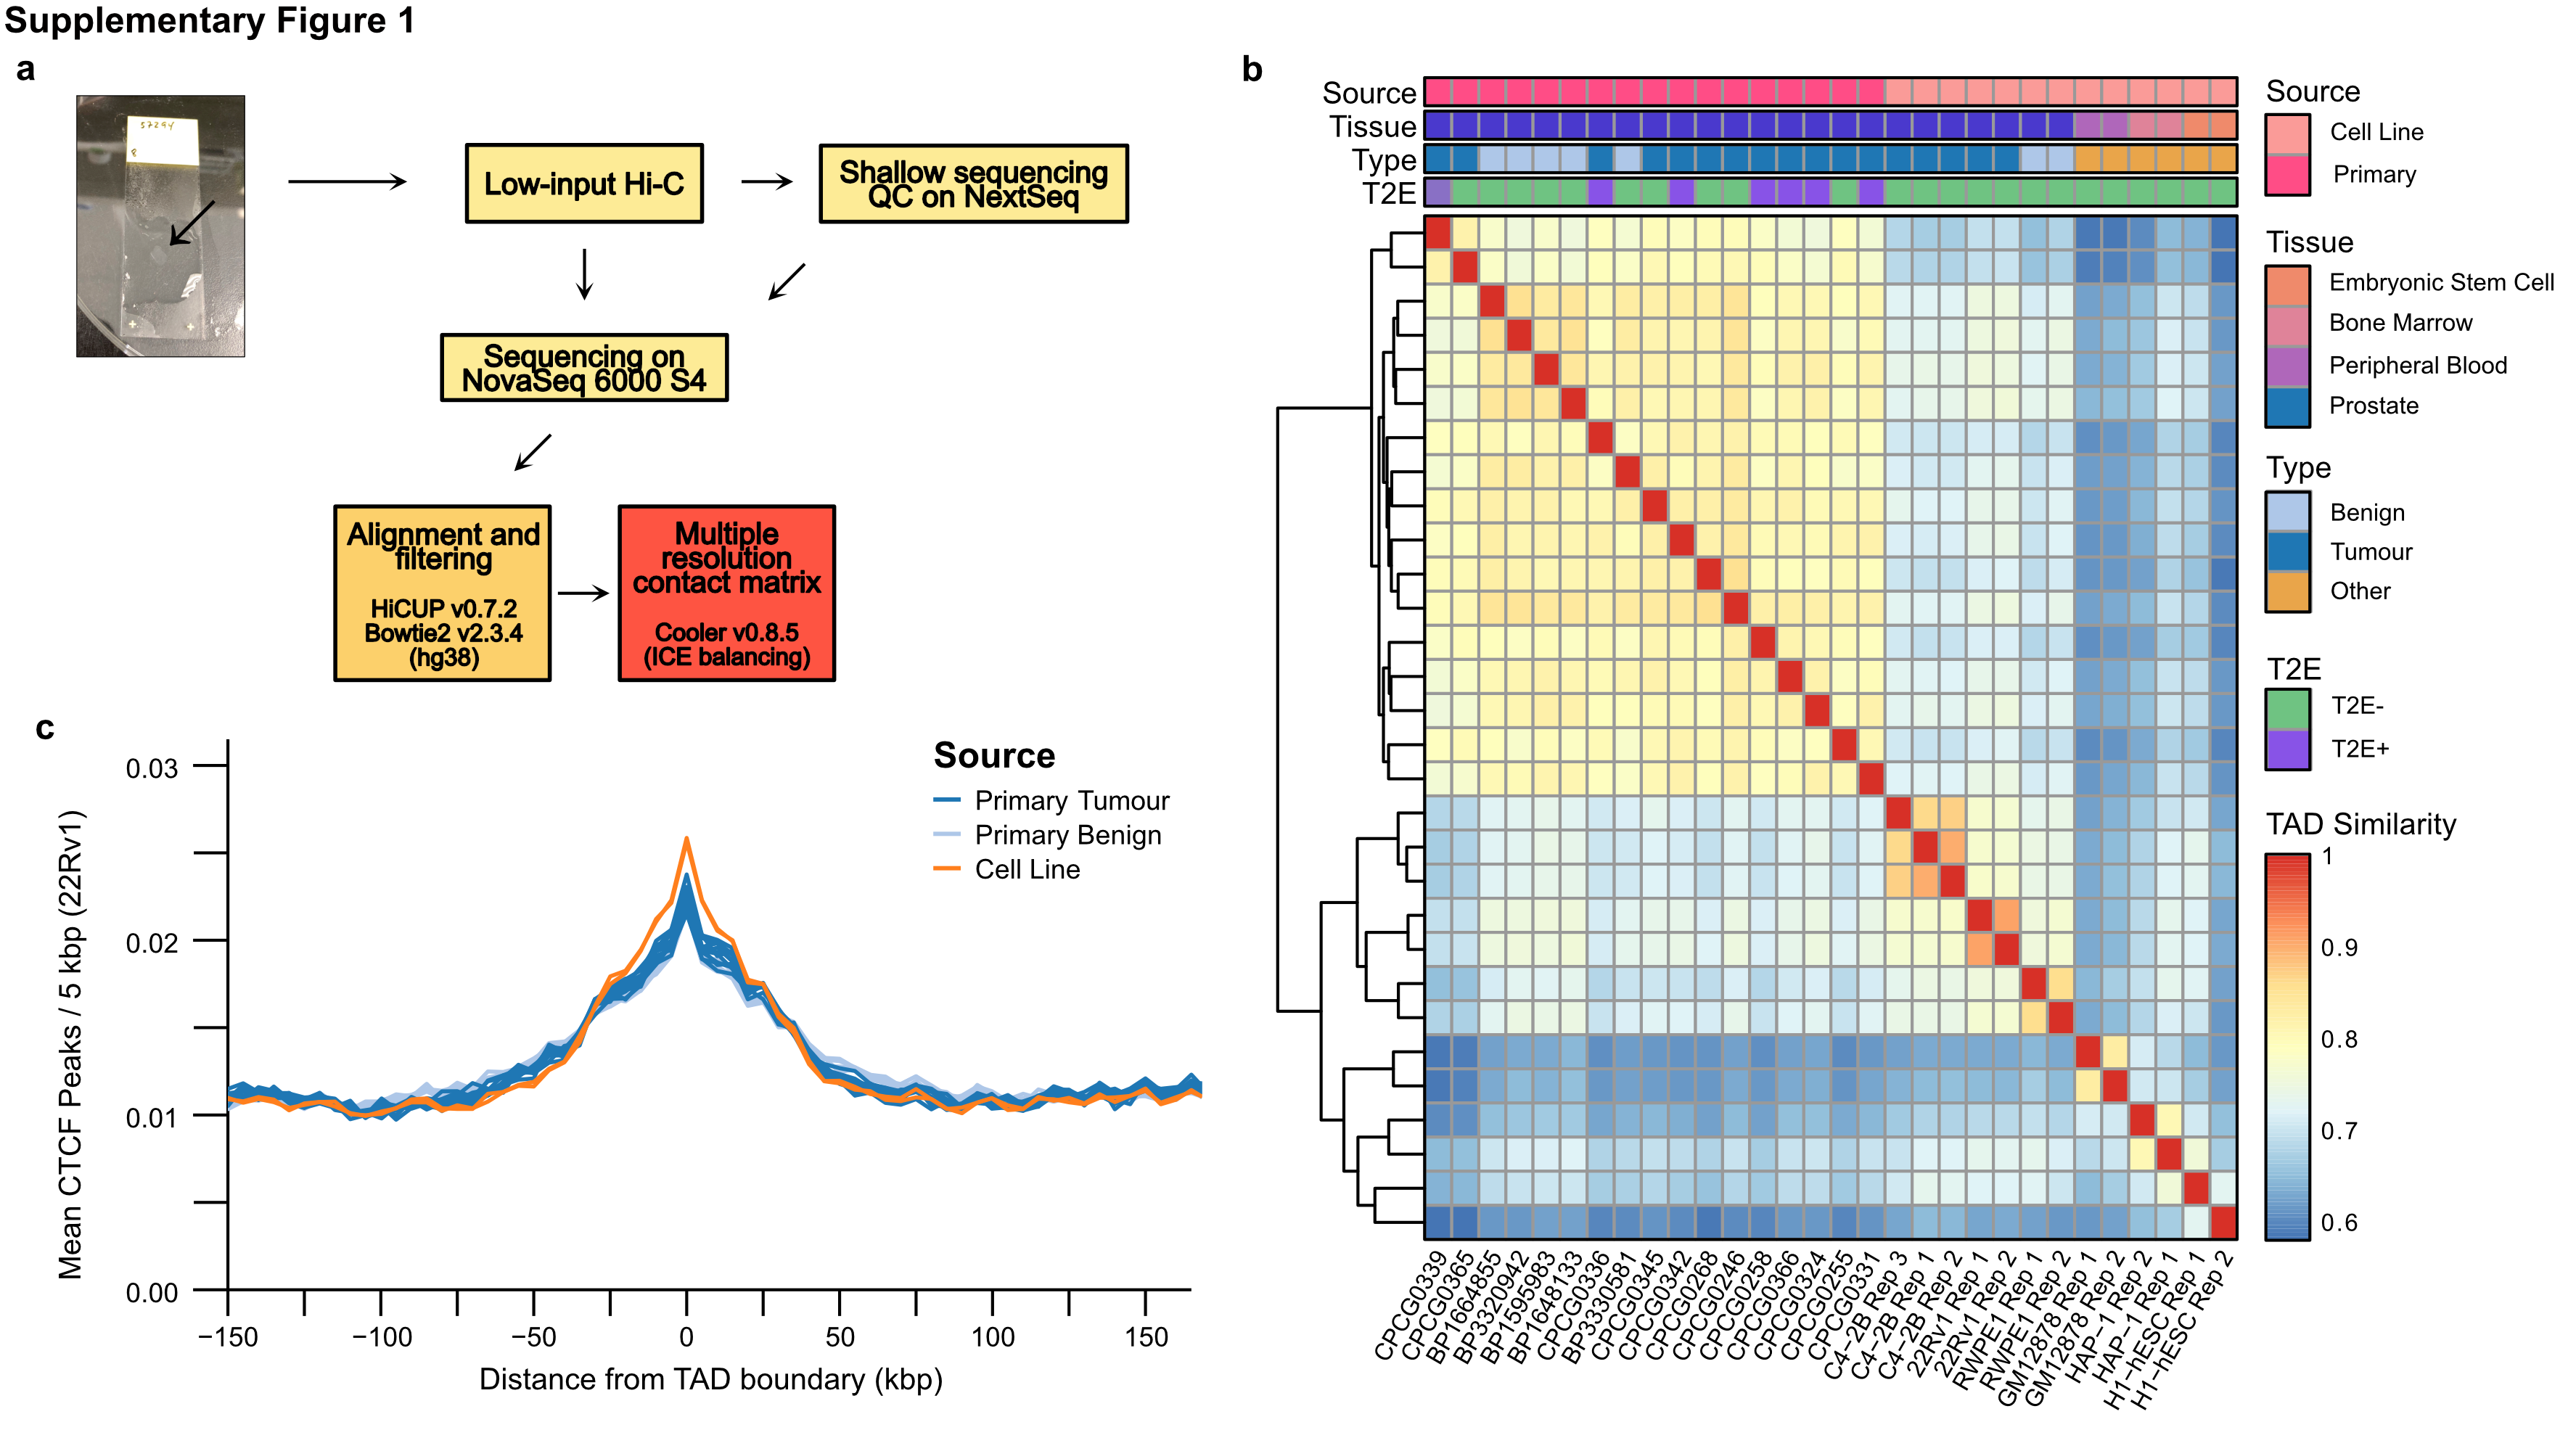 Supplementary Figure 1
a
57294
Low-input Hi-C
Shallow sequencing
QC on NextSeq
Sequencing on
NovaSeq 6000 S4
Alignment and
filtering
HiCUP v0.7.2
Bowtie2 v2.3.4
(hg38)
Multiple
resolution
contact matrix
Cooler v0.8.5
(ICE balancing)
b
Source
Tissue
Type
T2E
Source
Cell Line
Primary
Tissue
Embryonic Stem Cell
Bone Marrow
Peripheral Blood
Prostate
Type
Benign
Tumour
Other
T2E
T2E-
T2E+
TAD Similarity
1
0.9
0.8
0.7
0.6
CPCG0339
CPCG0365
BP1664855
BP3320942
BP1595983
BP1648133
CPCG0336
BP3330581
CPCG0345
CPCG0342
CPCG0268
CPCG0246
CPCG0258
CPCG0366
CPCG0324
CPCG0255
CPCG0331
C4−2B Rep 3
C4−2B Rep 1
C4−2B Rep 2
22Rv1 Rep 1
22Rv1 Rep 2
RWPE1 Rep 1
RWPE1 Rep 2
GM12878 Rep 1
GM12878 Rep 2
HAP−1 Rep 2
HAP−1 Rep 1
H1−hESC Rep 1
H1−hESC Rep 2
c
Mean CTCF Peaks / 5 kbp (22Rv1)
0.03
0.02
0.01
0.00
−150
−100
−50
0
50
100
150
Distance from TAD boundary (kbp)
Source
Primary Tumour
Primary Benign
Cell Line